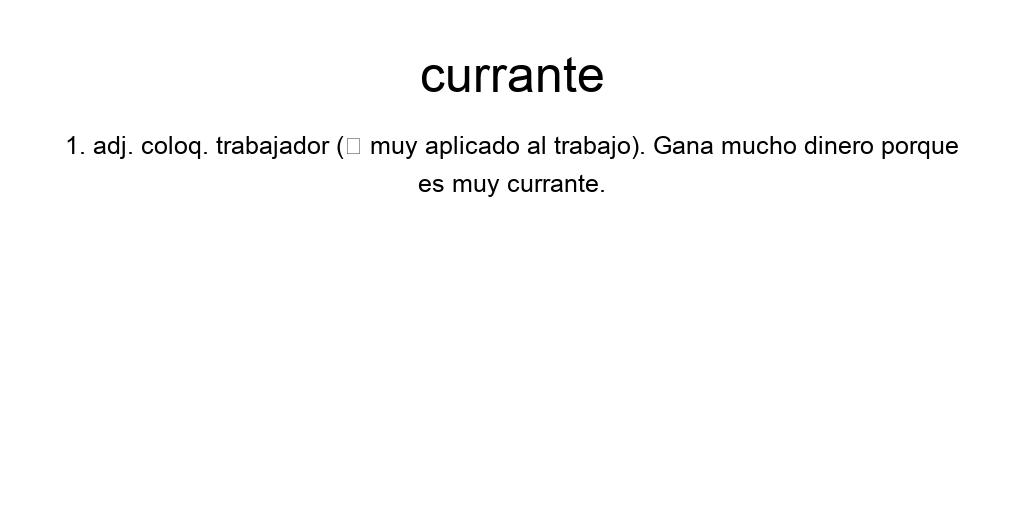 currante
1. adj. coloq. trabajador (▯ muy aplicado al trabajo). Gana mucho dinero porque
es muy currante.